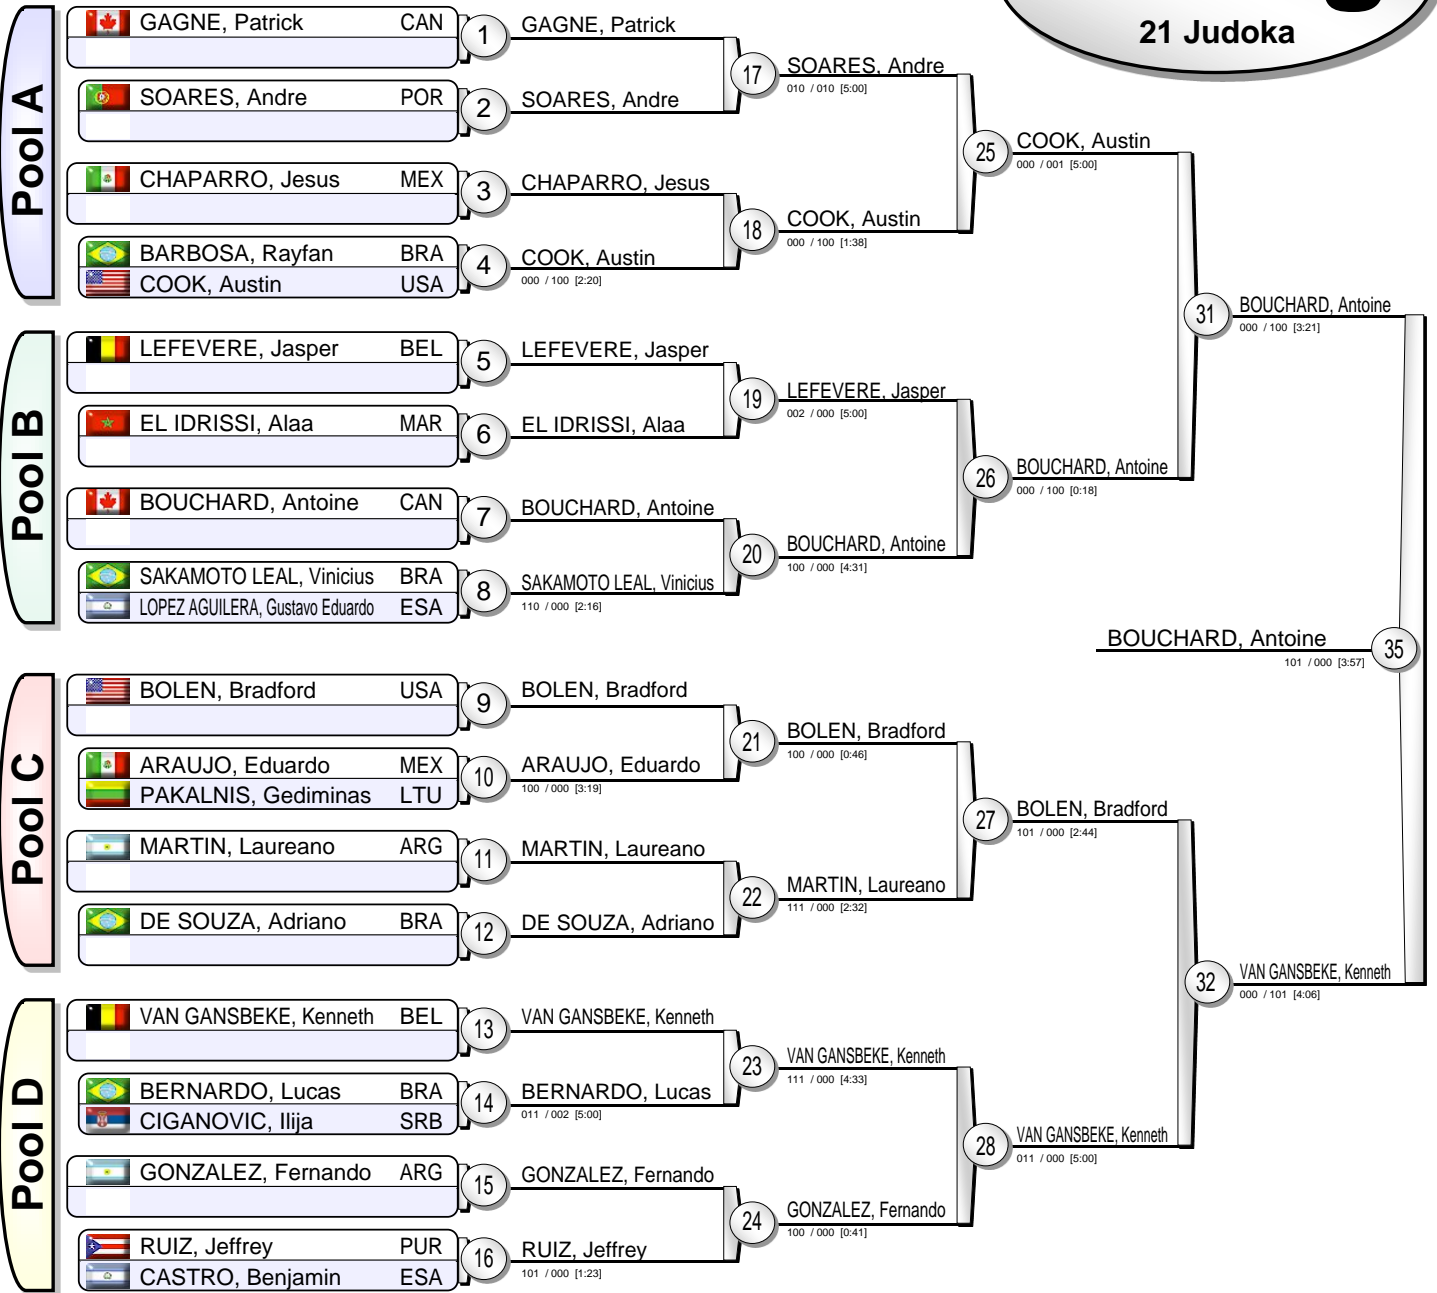 21 Judoka
Pool A
GAGNE, Patrick CAN
1
GAGNE, Patrick
SOARES, Andre POR
2
SOARES, Andre
17
SOARES, Andre
010 / 010 [5:00]
CHAPARRO, Jesus MEX
3
CHAPARRO, Jesus
BARBOSA, Rayfan BRA
COOK, Austin USA
4
COOK, Austin
000 / 100 [2:20]
18
COOK, Austin
000 / 100 [1:38]
25
COOK, Austin
000 / 001 [5:00]
Pool B
LEFEVERE, Jasper BEL
5
LEFEVERE, Jasper
EL IDRISSI, Alaa MAR
6
EL IDRISSI, Alaa
19
LEFEVERE, Jasper
002 / 000 [5:00]
BOUCHARD, Antoine CAN
7
BOUCHARD, Antoine
SAKAMOTO LEAL, Vinicius BRA
LOPEZ AGUILERA, Gustavo Eduardo ESA
8
SAKAMOTO LEAL, Vinicius
110 / 000 [2:16]
20
BOUCHARD, Antoine
100 / 000 [4:31]
26
BOUCHARD, Antoine
000 / 100 [0:18]
31
BOUCHARD, Antoine
000 / 100 [3:21]
BOUCHARD, Antoine
101 / 000 [3:57]
35
Pool C
BOLEN, Bradford USA
9
BOLEN, Bradford
ARAUJO, Eduardo MEX
PAKALNIS, Gediminas LTU
10
ARAUJO, Eduardo
100 / 000 [3:19]
21
BOLEN, Bradford
100 / 000 [0:46]
MARTIN, Laureano ARG
11
MARTIN, Laureano
DE SOUZA, Adriano BRA
12
DE SOUZA, Adriano
22
MARTIN, Laureano
111 / 000 [2:32]
27
BOLEN, Bradford
101 / 000 [2:44]
Pool D
VAN GANSBEKE, Kenneth BEL
13
VAN GANSBEKE, Kenneth
BERNARDO, Lucas BRA
CIGANOVIC, Ilija SRB
14
BERNARDO, Lucas
011 / 002 [5:00]
23
VAN GANSBEKE, Kenneth
111 / 000 [4:33]
GONZALEZ, Fernando ARG
15
GONZALEZ, Fernando
RUIZ, Jeffrey PUR
CASTRO, Benjamin ESA
16
RUIZ, Jeffrey
101 / 000 [1:23]
24
GONZALEZ, Fernando
100 / 000 [0:41]
28
VAN GANSBEKE, Kenneth
011 / 000 [5:00]
32
VAN GANSBEKE, Kenneth
000 / 101 [4:06]